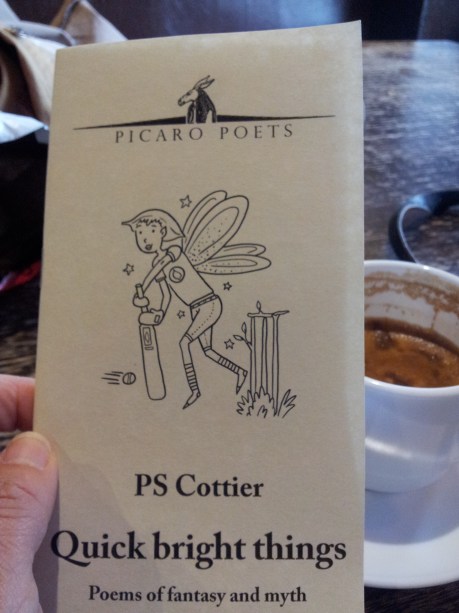 PICARO POETS
PS Cottier
Quick bright things
Poems of fantasy and myth